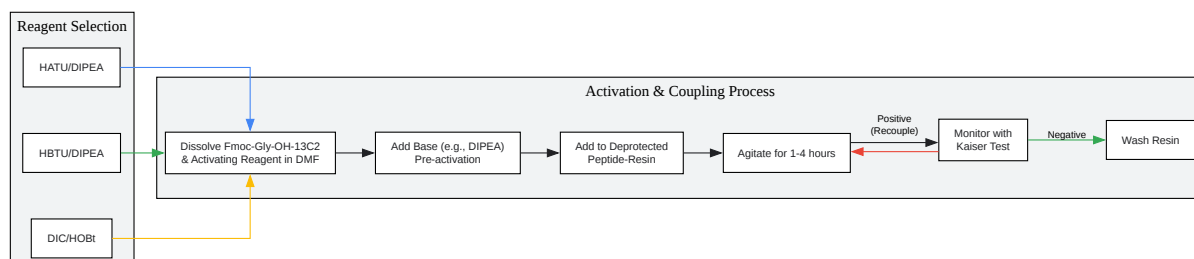 Reagent Selection
HATU/DIPEA
HBTU/DIPEA
DIC/HOBt
Activation & Coupling Process
Dissolve Fmoc-Gly-OH-13C2
& Activating Reagent in DMF
Add Base (e.g., DIPEA)
Pre-activation
Add to Deprotected
Peptide-Resin
Agitate for 1-4 hours
Positive
(Recouple)
Monitor with
Kaiser Test
Negative
Wash Resin